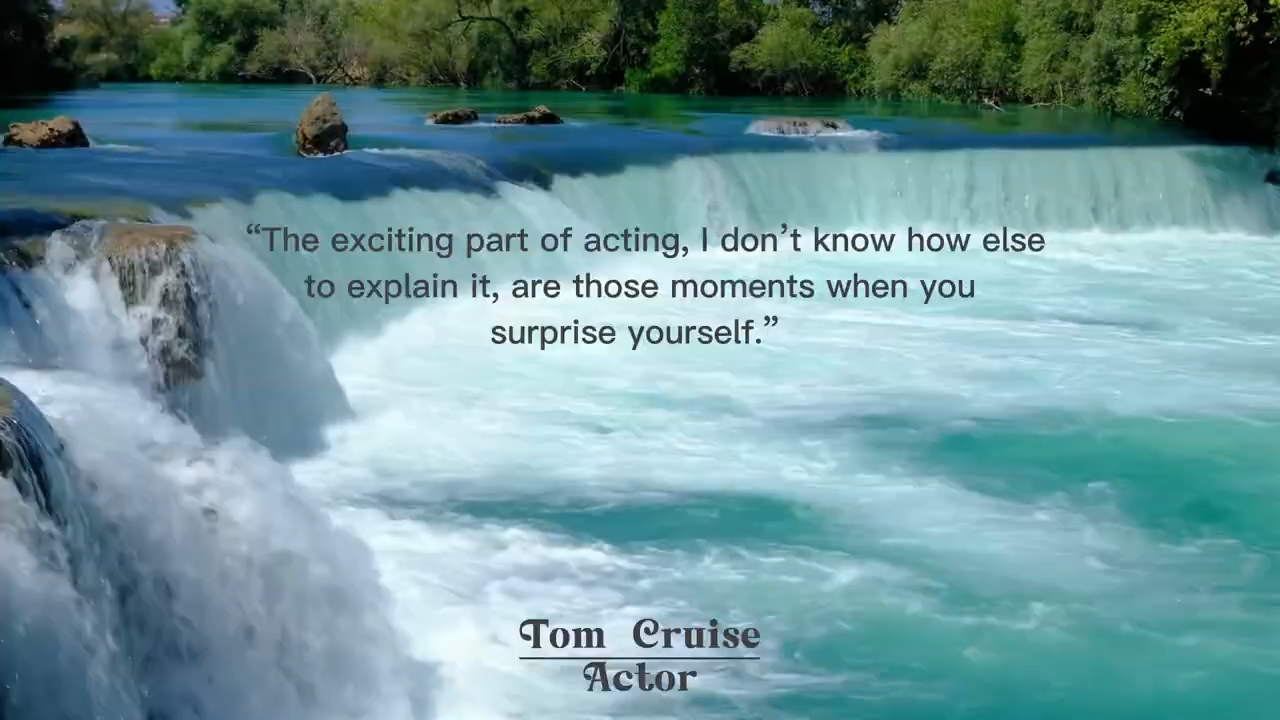 “The exciting part of acting, I don’t know how else
to explain it, are those moments when you
surprise yourself.”
Tom Cruise
Actor